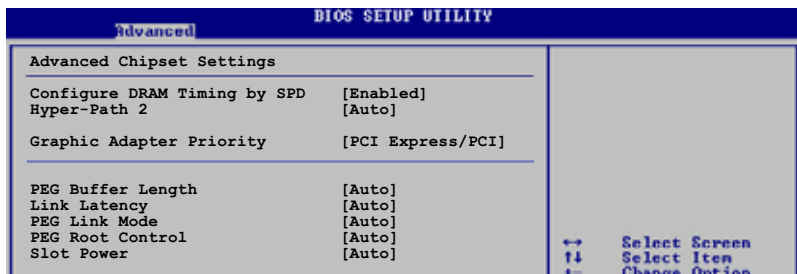 BIOS SETUP UTILITY
Advanced
Advanced Chipset Settings
Configure DRAM Timing by SPD [Enabled]
Hyper-Path 2 [Auto]
Graphic Adapter Priority [PCI Express/PCI]
PEG Buffer Length [Auto]
Link Latency [Auto]
PEG Link Mode [Auto]
PEG Root Control [Auto]
Slot Power [Auto]
↔ Select Screen
↑↓ Select Item
+- Change Option